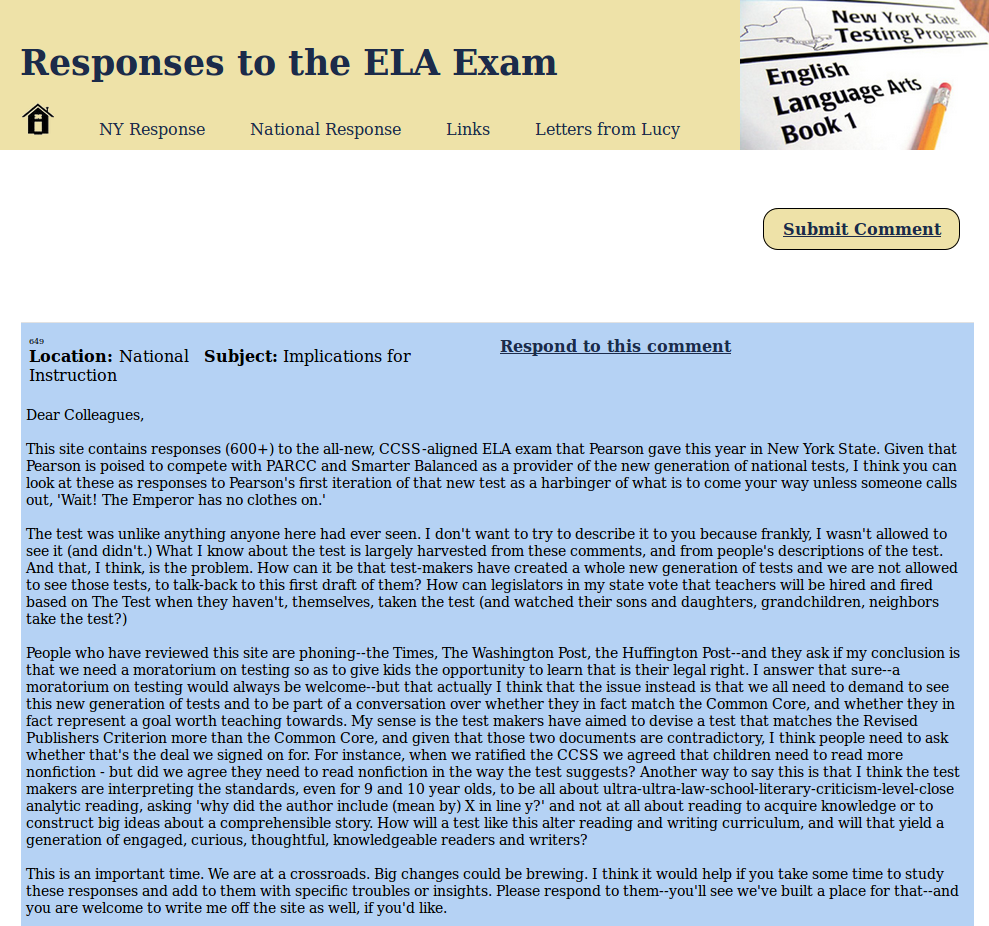 Responses to the ELA Exam
New York State
Testing Program
English
Language Arts
Book 1
NY Response National Response Links Letters from Lucy
Submit Comment
649
Location: National Subject: Implications for
Instruction
Respond to this comment
Dear Colleagues,
This site contains responses (600+) to the all-new, CCSS-aligned ELA exam that Pearson gave this year in New York State. Given that
Pearson is poised to compete with PARCC and Smarter Balanced as a provider of the new generation of national tests, I think you can
look at these as responses to Pearson's first iteration of that new test as a harbinger of what is to come your way unless someone calls
out, 'Wait! The Emperor has no clothes on.'
The test was unlike anything anyone here had ever seen. I don't want to try to describe it to you because frankly, I wasn't allowed to
see it (and didn't.) What I know about the test is largely harvested from these comments, and from people's descriptions of the test.
And that, I think, is the problem. How can it be that test-makers have created a whole new generation of tests and we are not allowed
to see those tests, to talk-back to this first draft of them? How can legislators in my state vote that teachers will be hired and fired
based on The Test when they haven't, themselves, taken the test (and watched their sons and daughters, grandchildren, neighbors
take the test?)
People who have reviewed this site are phoning--the Times, The Washington Post, the Huffington Post--and they ask if my conclusion is
that we need a moratorium on testing so as to give kids the opportunity to learn that is their legal right. I answer that sure--a
moratorium on testing would always be welcome--but that actually I think that the issue instead is that we all need to demand to see
this new generation of tests and to be part of a conversation over whether they in fact match the Common Core, and whether they in
fact represent a goal worth teaching towards. My sense is the test makers have aimed to devise a test that matches the Revised
Publishers Criterion more than the Common Core, and given that those two documents are contradictory, I think people need to ask
whether that's the deal we signed on for. For instance, when we ratified the CCSS we agreed that children need to read more
nonfiction - but did we agree they need to read nonfiction in the way the test suggests? Another way to say this is that I think the test
makers are interpreting the standards, even for 9 and 10 year olds, to be all about ultra-ultra-law-school-literary-criticism-level-close
analytic reading, asking 'why did the author include (mean by) X in line y?' and not at all about reading to acquire knowledge or to
construct big ideas about a comprehensible story. How will a test like this alter reading and writing curriculum, and will that yield a
generation of engaged, curious, thoughtful, knowledgeable readers and writers?
This is an important time. We are at a crossroads. Big changes could be brewing. I think it would help if you take some time to study
these responses and add to them with specific troubles or insights. Please respond to them--you'll see we've built a place for that--and
you are welcome to write me off the site as well, if you'd like.